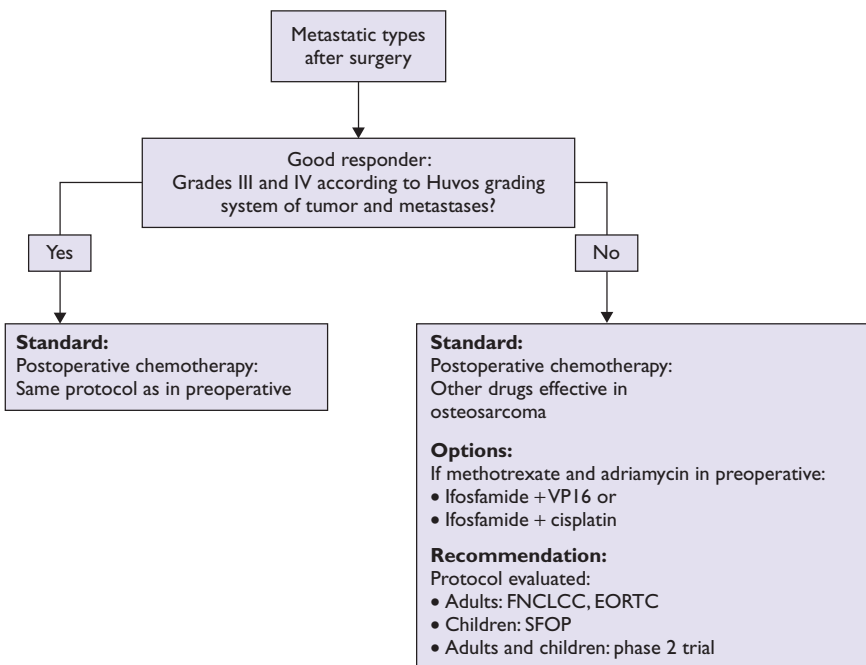 Metastatic types
after surgery
Good responder:
Grades III and IV according to Huvos grading
system of tumor and metastases?
Yes
No
Standard:
Postoperative chemotherapy:
Same protocol as in preoperative
Standard:
Postoperative chemotherapy:
Other drugs effective in
osteosarcoma
Options:
If methotrexate and adriamycin in preoperative:
• Ifosfamide + VP16 or
• Ifosfamide + cisplatin
Recommendation:
Protocol evaluated:
• Adults: FNCLCC, EORTC
• Children: SFOP
• Adults and children: phase 2 trial